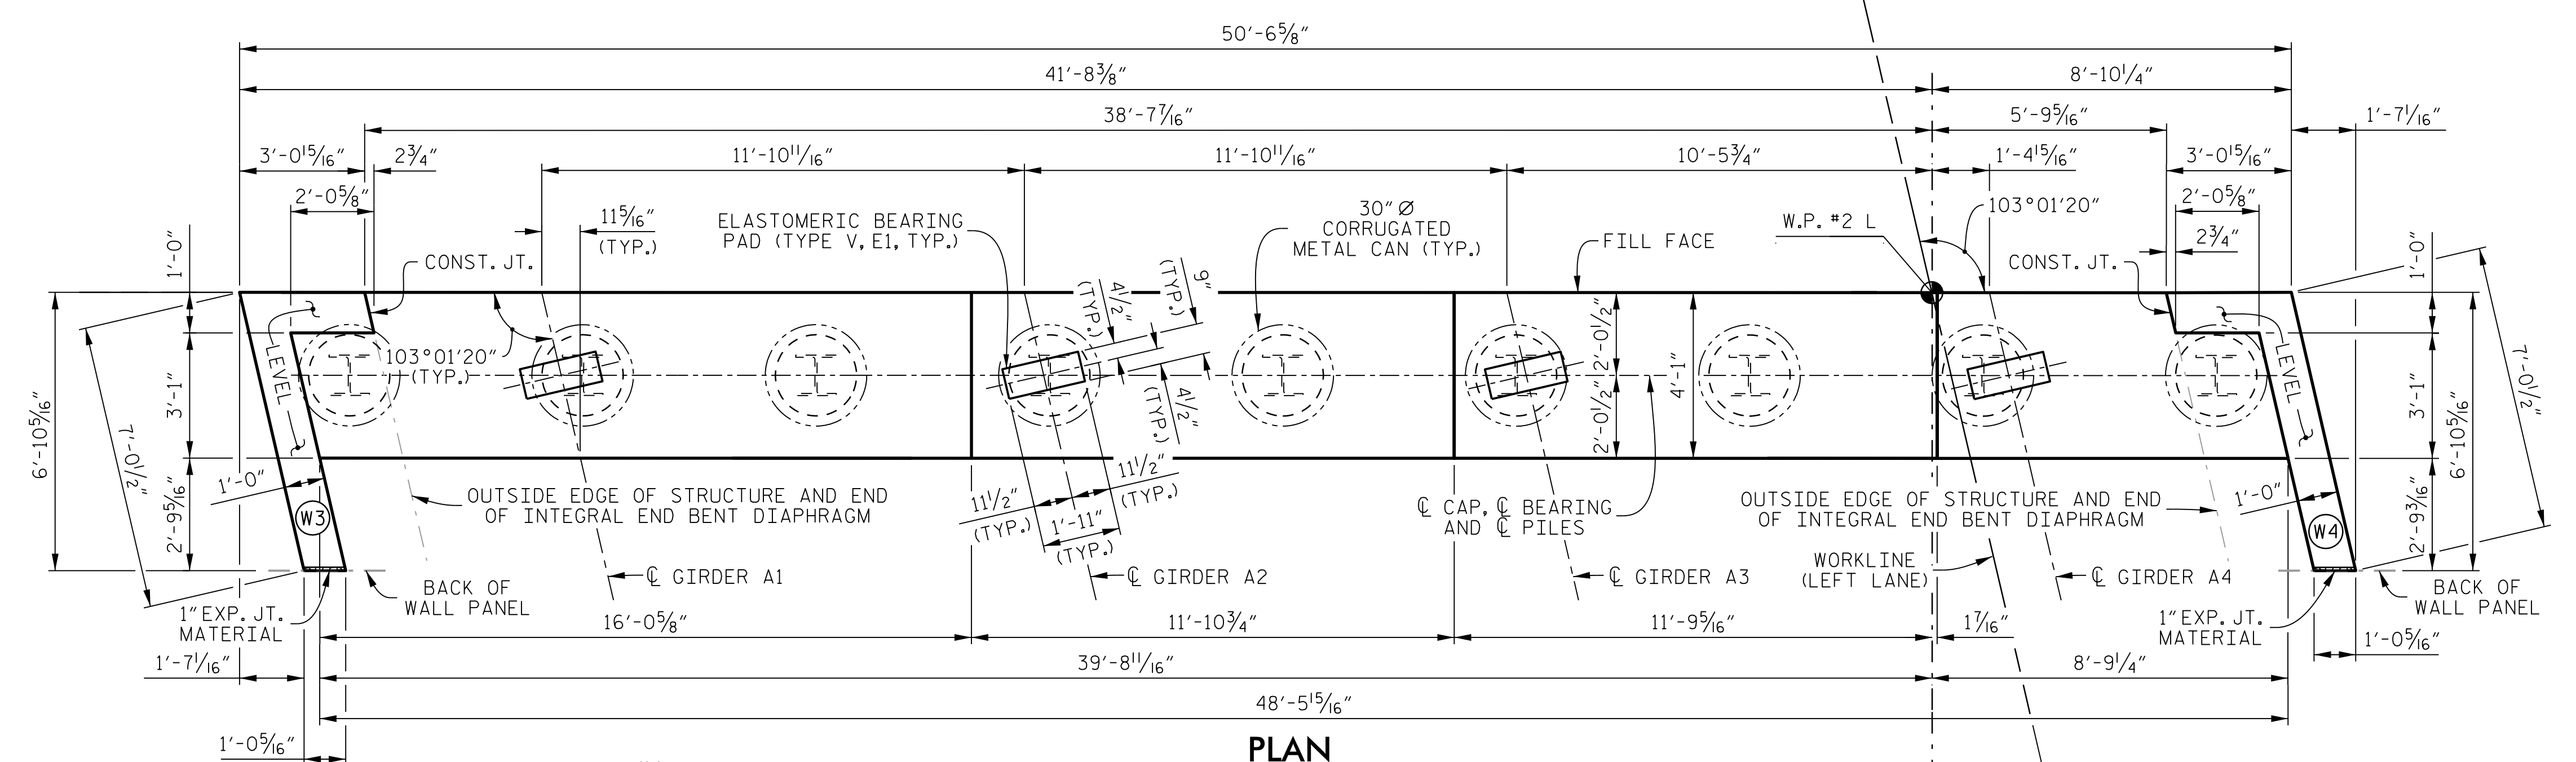 50′-6⅝″
41′-8⅜″
8′-10¼″
38′-7⁷⁄₁₆″
5′-9⁵⁄₁₆″
1′-7¹⁄₁₆″
3′-0¹⁵⁄₁₆″
2¾″
11′-10¹¹⁄₁₆″
11′-10¹¹⁄₁₆″
10′-5¾″
1′-4¹⁵⁄₁₆″
3′-0¹⁵⁄₁₆″
2′-0⅝″
2′-0⅝″
11⁵⁄₁₆″
(TYP.)
ELASTOMERIC BEARING
PAD (TYPE V, E1, TYP.)
30″ Ø
CORRUGATED
METAL CAN (TYP.)
FILL FACE
W.P. #2 L
103°01′20″
2¾″
1′-0″
CONST. JT.
CONST. JT.
1′-0″
4½″
(TYP.)
9″
(TYP.)
LEVEL
103°01′20″
(TYP.)
4½″
(TYP.)
2′-0½″
2′-0½″
4′-1″
LEVEL
3′-1″
3′-1″
6′-10⁵⁄₁₆″
7′-0½″
7′-0½″
6′-10⁵⁄₁₆″
1′-0″
2′-9⁵⁄₁₆″
W3
OUTSIDE EDGE OF STRUCTURE AND END
OF INTEGRAL END BENT DIAPHRAGM
11½″
(TYP.)
11½″
(TYP.)
1′-11″
(TYP.)
℄ CAP, ℄ BEARING
AND ℄ PILES
OUTSIDE EDGE OF STRUCTURE AND END
OF INTEGRAL END BENT DIAPHRAGM
1′-0″
W4
2′-9³⁄₁₆″
BACK OF
WALL PANEL
℄ GIRDER A1
℄ GIRDER A2
℄ GIRDER A3
WORKLINE
(LEFT LANE)
℄ GIRDER A4
BACK OF
WALL PANEL
1″ EXP. JT.
MATERIAL
16′-0⅝″
11′-10¾″
11′-9⁵⁄₁₆″
1⁷⁄₁₆″
1″ EXP. JT.
MATERIAL
1′-0⁵⁄₁₆″
1′-7¹⁄₁₆″
39′-8¹¹⁄₁₆″
8′-9¼″
48′-5¹⁵⁄₁₆″
1′-0⁵⁄₁₆″
PLAN